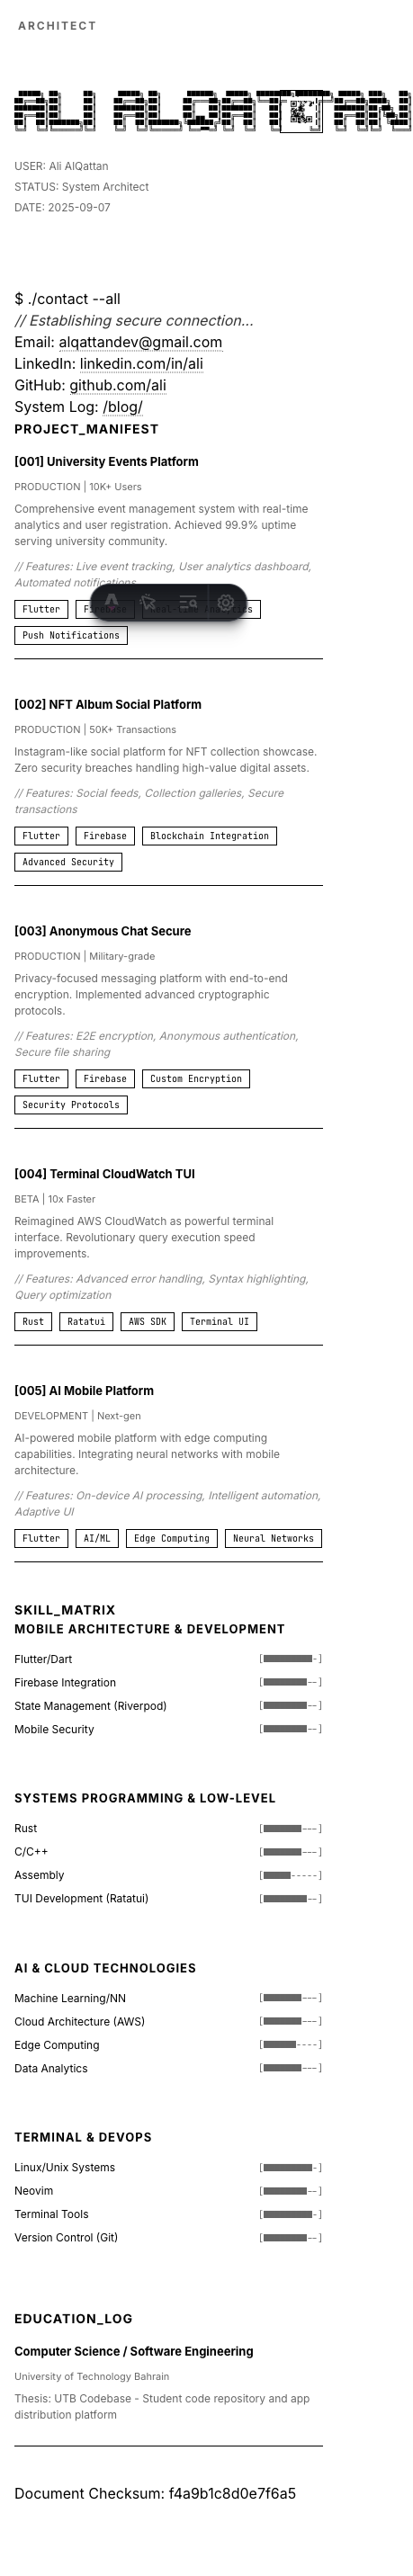 ARCHITECT
ALI ALQATTAN
USER: Ali AlQattan
STATUS: System Architect
DATE: 2025-09-07
$ ./contact --all
// Establishing secure connection...
Email: alqattandev@gmail.com
LinkedIn: linkedin.com/in/ali
GitHub: github.com/ali
System Log: /blog/
PROJECT_MANIFEST
[001] University Events Platform
PRODUCTION | 10K+ Users
Comprehensive event management system with real-time
analytics and user registration. Achieved 99.9% uptime
serving university community.
// Features: Live event tracking, User analytics dashboard,
Automated notifications
Flutter Firebase
Push Notifications
[002] NFT Album Social Platform
PRODUCTION | 50K+ Transactions
Instagram-like social platform for NFT collection showcase.
Zero security breaches handling high-value digital assets.
// Features: Social feeds, Collection galleries, Secure
transactions
Flutter Firebase Blockchain Integration
Advanced Security
[003] Anonymous Chat Secure
PRODUCTION | Military-grade
Privacy-focused messaging platform with end-to-end
encryption. Implemented advanced cryptographic
protocols.
// Features: E2E encryption, Anonymous authentication,
Secure file sharing
Flutter Firebase Custom Encryption
Security Protocols
[004] Terminal CloudWatch TUI
BETA | 10x Faster
Reimagined AWS CloudWatch as powerful terminal
interface. Revolutionary query execution speed
improvements.
// Features: Advanced error handling, Syntax highlighting,
Query optimization
Rust Ratatui AWS SDK Terminal UI
[005] AI Mobile Platform
DEVELOPMENT | Next-gen
AI-powered mobile platform with edge computing
capabilities. Integrating neural networks with mobile
architecture.
// Features: On-device AI processing, Intelligent automation,
Adaptive UI
Flutter AI/ML Edge Computing Neural Networks
SKILL_MATRIX
MOBILE ARCHITECTURE & DEVELOPMENT
Flutter/Dart [█████████-]
Firebase Integration [████████--]
State Management (Riverpod) [████████--]
Mobile Security [████████--]
SYSTEMS PROGRAMMING & LOW-LEVEL
Rust [███████---]
C/C++ [███████---]
Assembly [█████-----]
TUI Development (Ratatui) [████████--]
AI & CLOUD TECHNOLOGIES
Machine Learning/NN [███████---]
Cloud Architecture (AWS) [███████---]
Edge Computing [██████----]
Data Analytics [███████---]
TERMINAL & DEVOPS
Linux/Unix Systems [█████████-]
Neovim [████████--]
Terminal Tools [█████████-]
Version Control (Git) [████████--]
EDUCATION_LOG
Computer Science / Software Engineering
University of Technology Bahrain
Thesis: UTB Codebase - Student code repository and app
distribution platform
Document Checksum: f4a9b1c8d0e7f6a5